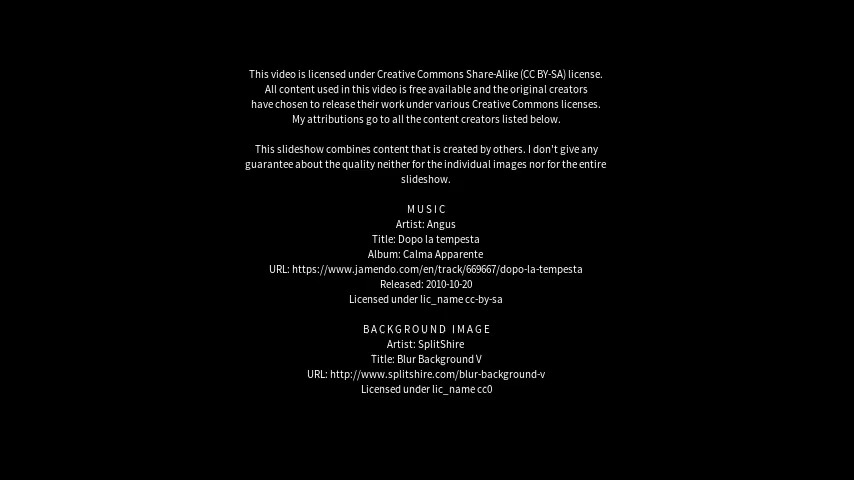 This video is licensed under Creative Commons Share-Alike (CC BY-SA) license.
All content used in this video is free available and the original creators
have chosen to release their work under various Creative Commons licenses.
My attributions go to all the content creators listed below.
This slideshow combines content that is created by others. I don't give any
guarantee about the quality neither for the individual images nor for the entire
slideshow.
MUSIC
Artist: Angus
Title: Dopo la tempesta
Album: Calma Apparente
URL: https://www.jamendo.com/en/track/669667/dopo-la-tempesta
Released: 2010-10-20
Licensed under lic_name cc-by-sa
BACKGROUND IMAGE
Artist: SplitShire
Title: Blur Background V
URL: http://www.splitshire.com/blur-background-v
Licensed under lic_name cc0